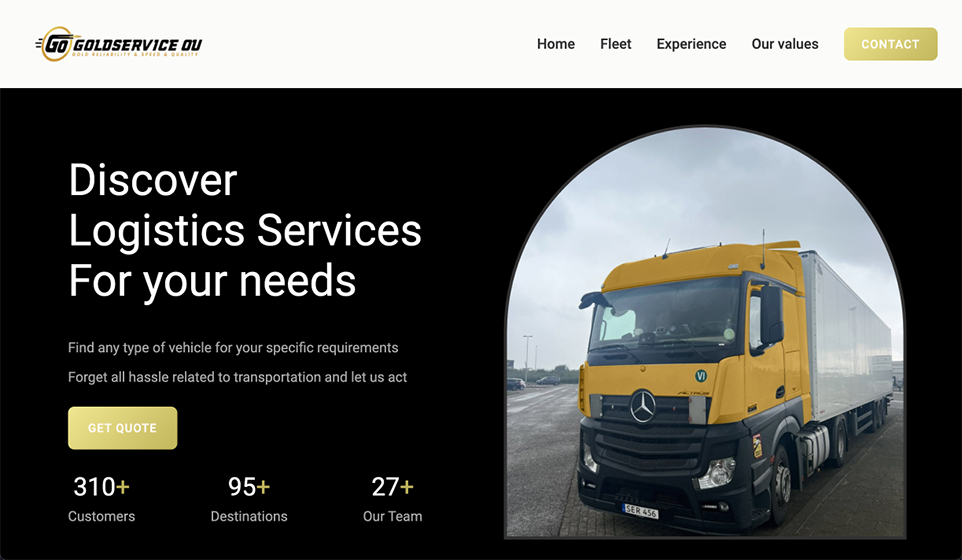 GO GOLDSERVICE OU
GOLD RELIABILITY & SPEED & QUALITY
Home Fleet Experience Our values CONTACT
Discover
Logistics Services
For your needs
Find any type of vehicle for your specific requirements
Forget all hassle related to transportation and let us act
GET QUOTE
310+ 95+ 27+
Customers Destinations Our Team
VI
ACTROS
SER 456